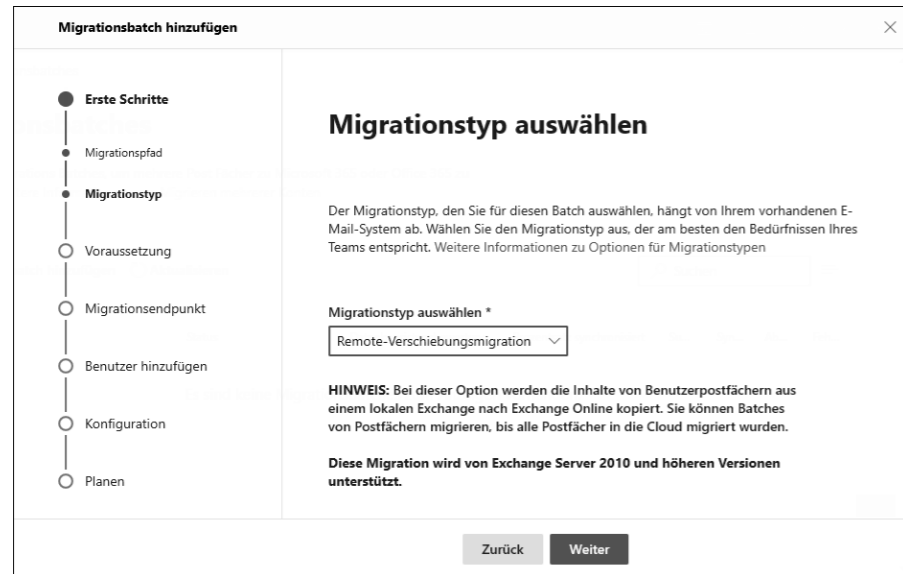 Migrationsbatch hinzufügen
Erste Schritte
Migrationspfad
Migrationstyp
Voraussetzung
Migrationsendpunkt
Benutzer hinzufügen
Konfiguration
Planen
Migrationstyp auswählen
Der Migrationstyp, den Sie für diesen Batch auswählen, hängt von Ihrem vorhandenen E-
Mail-System ab. Wählen Sie den Migrationstyp aus, der am besten den Bedürfnissen Ihres
Teams entspricht. Weitere Informationen zu Optionen für Migrationstypen
Migrationstyp auswählen *
Remote-Verschiebungsmigration
HINWEIS: Bei dieser Option werden die Inhalte von Benutzerpostfächern aus
einem lokalen Exchange nach Exchange Online kopiert. Sie können Batches
von Postfächern migrieren, bis alle Postfächer in die Cloud migriert wurden.
Diese Migration wird von Exchange Server 2010 und höheren Versionen
unterstützt.
Zurück
Weiter